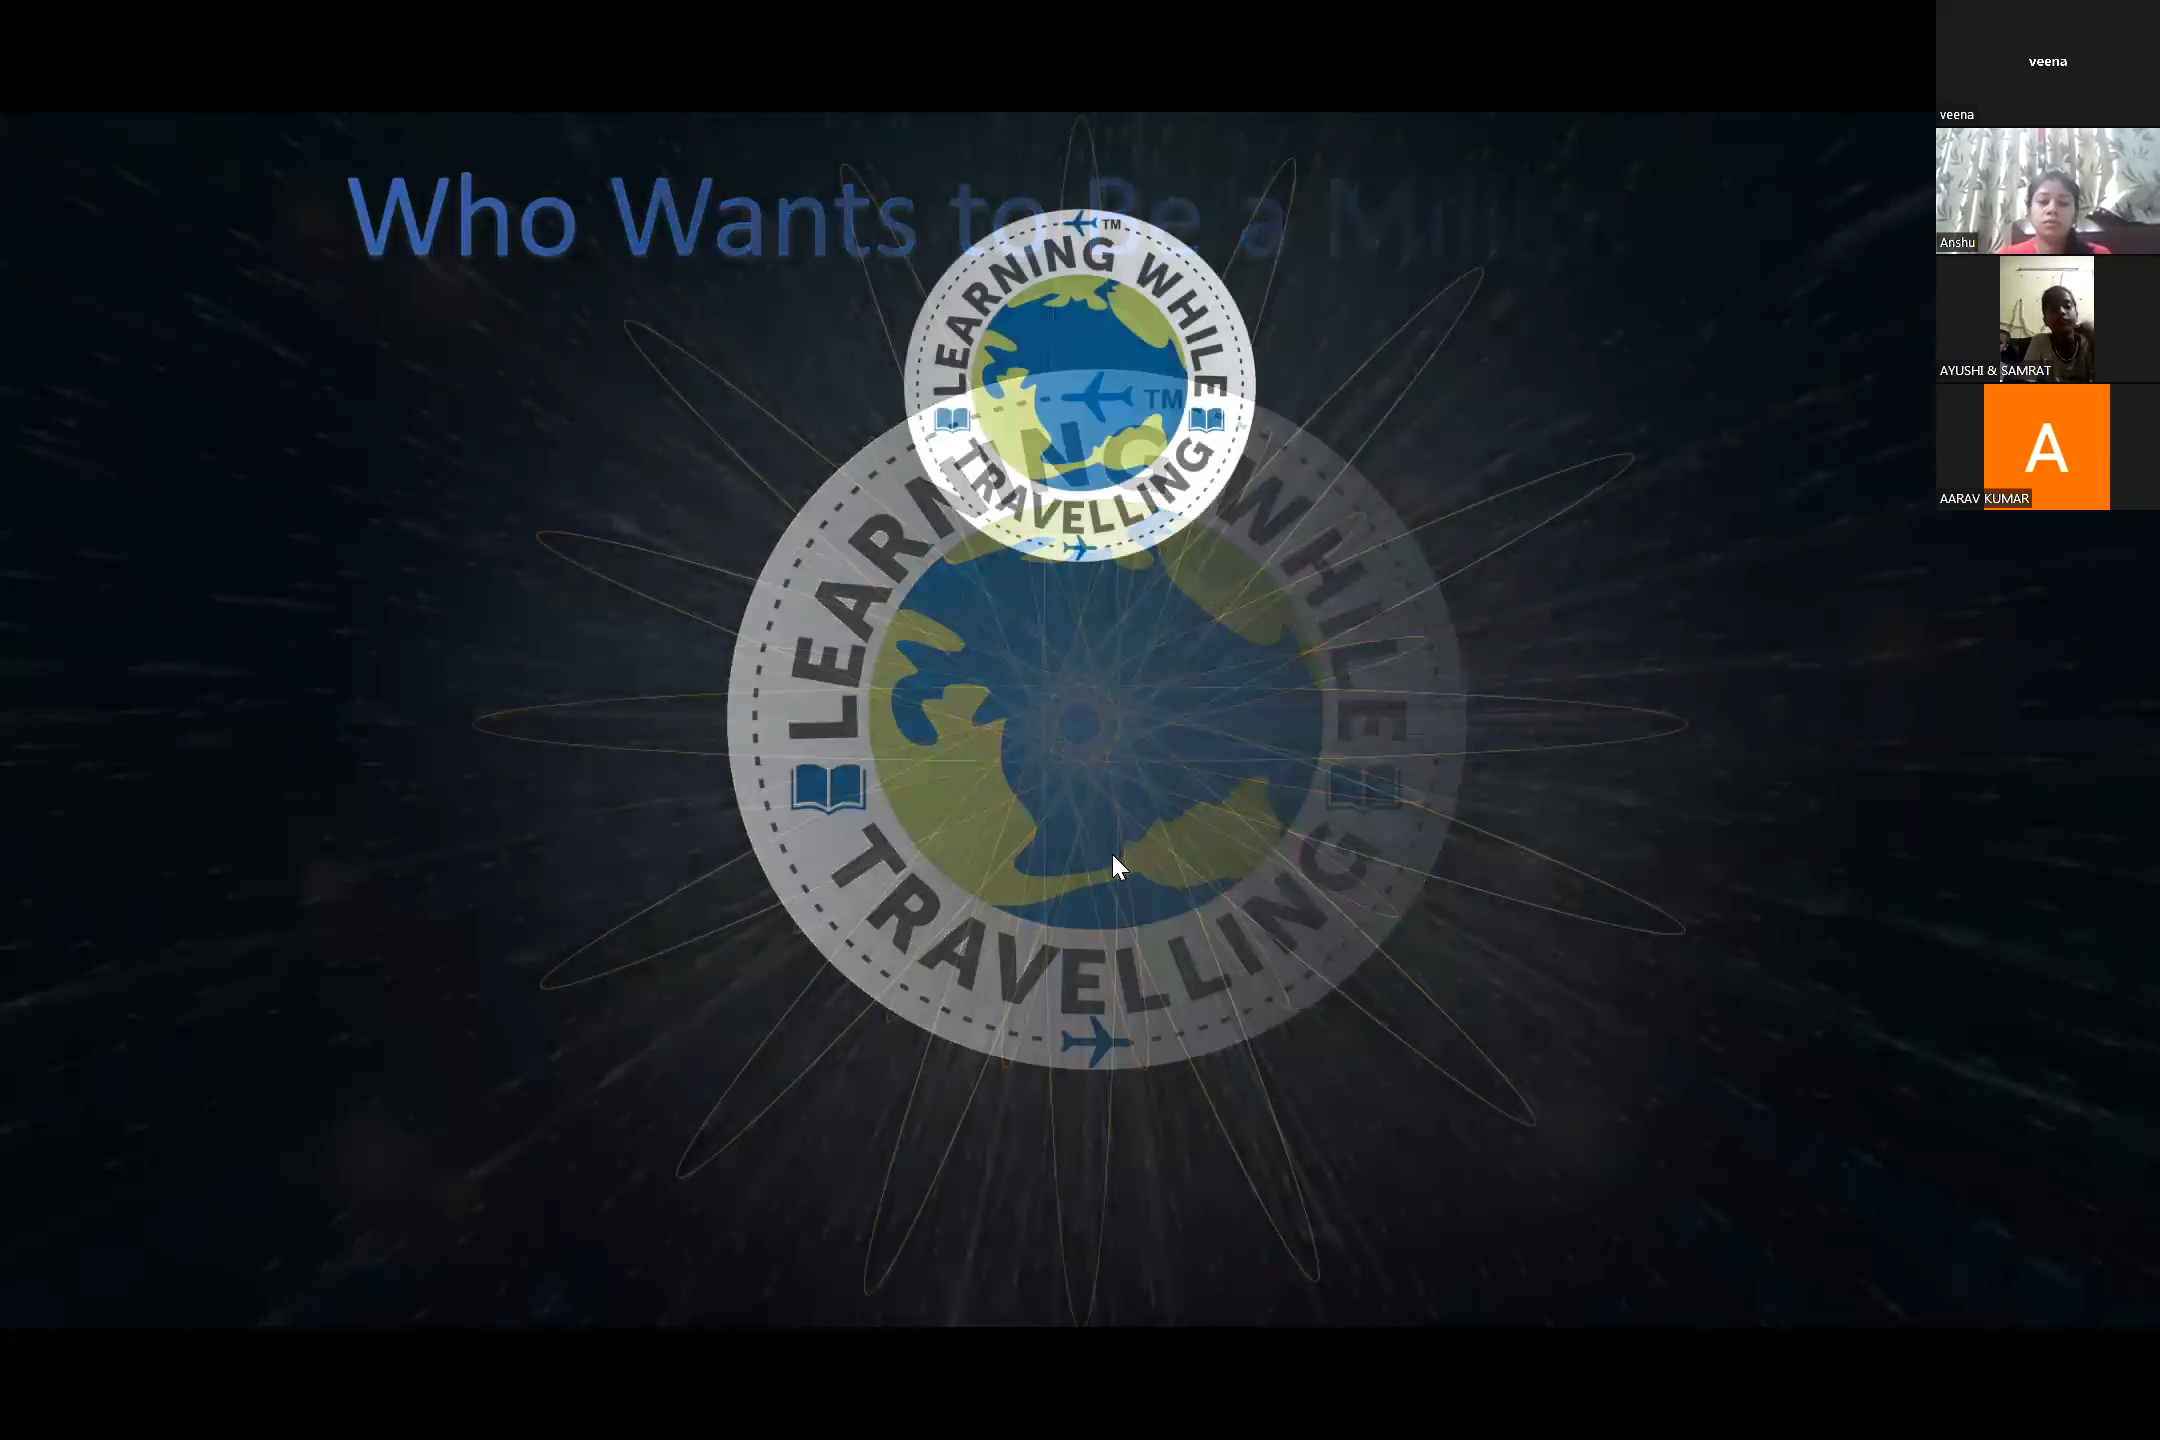 Who Wants to Be a Milli
TM
LEARNING WHILE
TRAVELLING
TM
LEARNING WHILE
TRAVELLING
veena
veena
Anshu
AYUSHI & SAMRAT
A
AARAV KUMAR